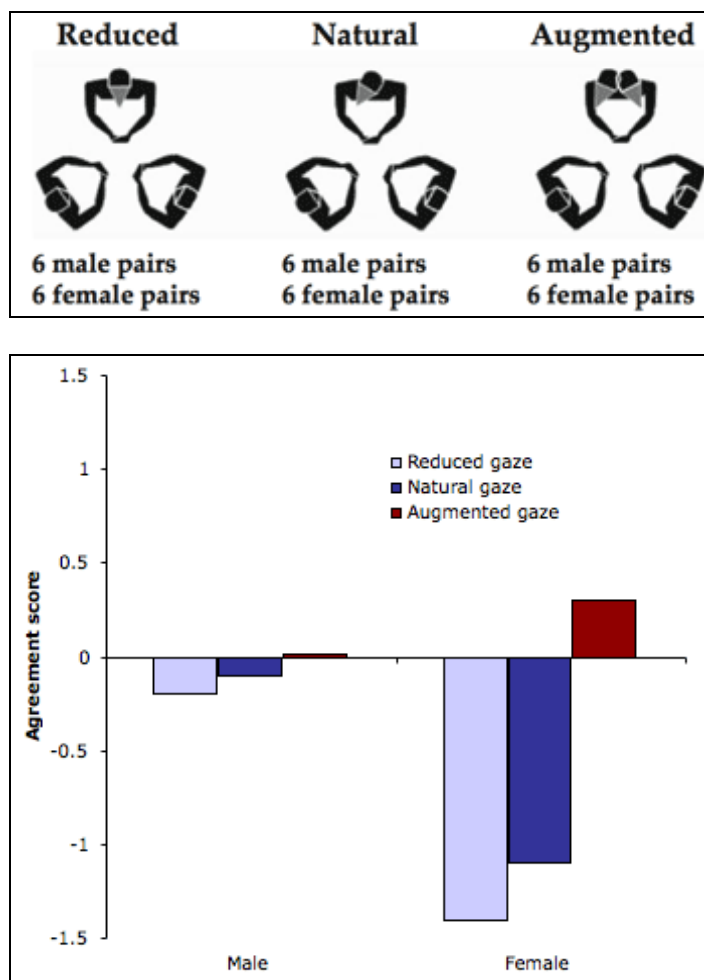 Reduced Natural Augmented
6 male pairs 6 male pairs 6 male pairs
6 female pairs 6 female pairs 6 female pairs
1.5
1
0.5
0
-0.5
-1
-1.5
Agreement score
Reduced gaze
Natural gaze
Augmented gaze
Male Female